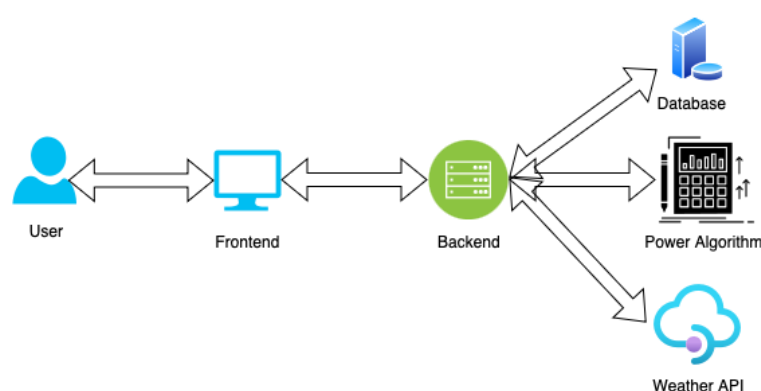 User
Frontend
Backend
Database
Power Algorithm
Weather API